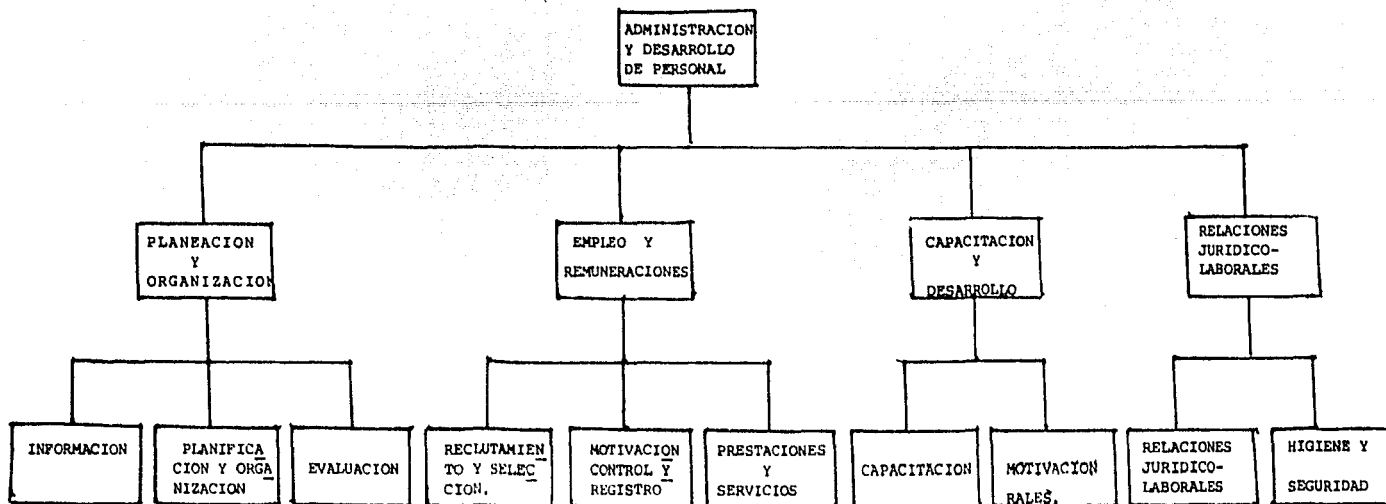 ADMINISTRACION
Y DESARROLLO
DE PERSONAL
PLANEACION
Y
ORGANIZACION
EMPLEO Y
REMUNERACIONES
CAPACITACION
Y
DESARROLLO
RELACIONES
JURIDICO-
LABORALES
INFORMACION
PLANIFICA
CION Y ORGA
NIZACION
EVALUACION
RECLUTAMIEN
TO Y SELEC
CION.
MOTIVACION
CONTROL Y
REGISTRO
PRESTACIONES
Y
SERVICIOS
CAPACITACION
MOTIVACION
RALES.
RELACIONES
JURIDICO-
LABORALES
HIGIENE Y
SEGURIDAD